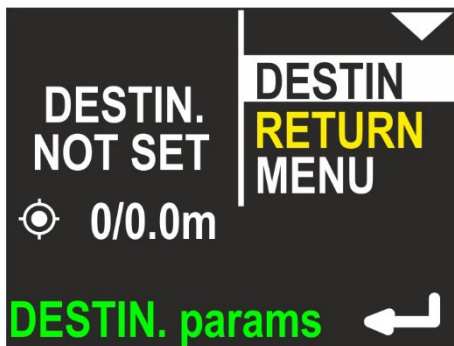 DESTIN.
NOT SET
0/0.0m
DESTIN
RETURN
MENU
DESTIN. params